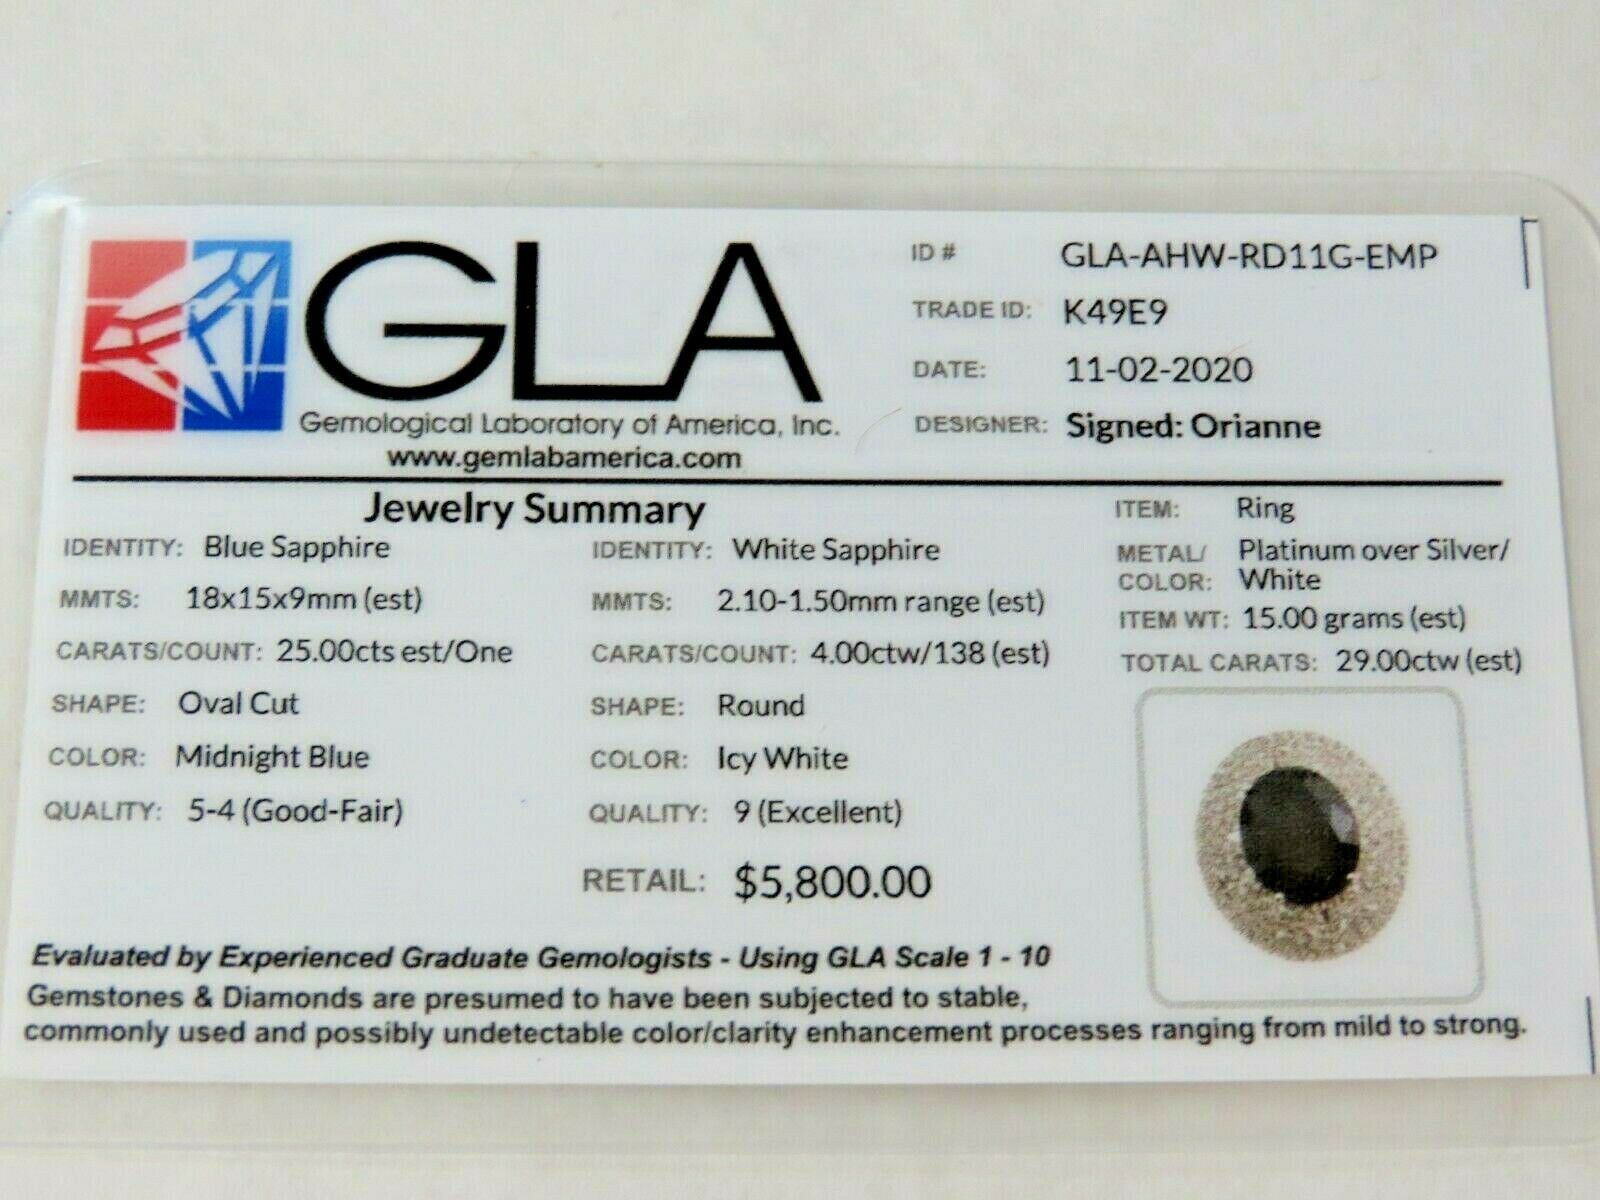 GLA
Gemological Laboratory of America, Inc.
www.gemlabamerica.com
ID # GLA-AHW-RD11G-EMP
TRADE ID: K49E9
DATE: 11-02-2020
DESIGNER: Signed: Orianne
Jewelry Summary
IDENTITY: Blue Sapphire
MMTS: 18x15x9mm (est)
CARATS/COUNT: 25.00cts est/One
SHAPE: Oval Cut
COLOR: Midnight Blue
QUALITY: 5-4 (Good-Fair)
IDENTITY: White Sapphire
MMTS: 2.10-1.50mm range (est)
CARATS/COUNT: 4.00ctw/138 (est)
SHAPE: Round
COLOR: Icy White
QUALITY: 9 (Excellent)
RETAIL: $5,800.00
ITEM: Ring
METAL/ Platinum over Silver/
COLOR: White
ITEM WT: 15.00 grams (est)
TOTAL CARATS: 29.00ctw (est)
Evaluated by Experienced Graduate Gemologists - Using GLA Scale 1 - 10
Gemstones & Diamonds are presumed to have been subjected to stable,
commonly used and possibly undetectable color/clarity enhancement processes ranging from mild to strong.